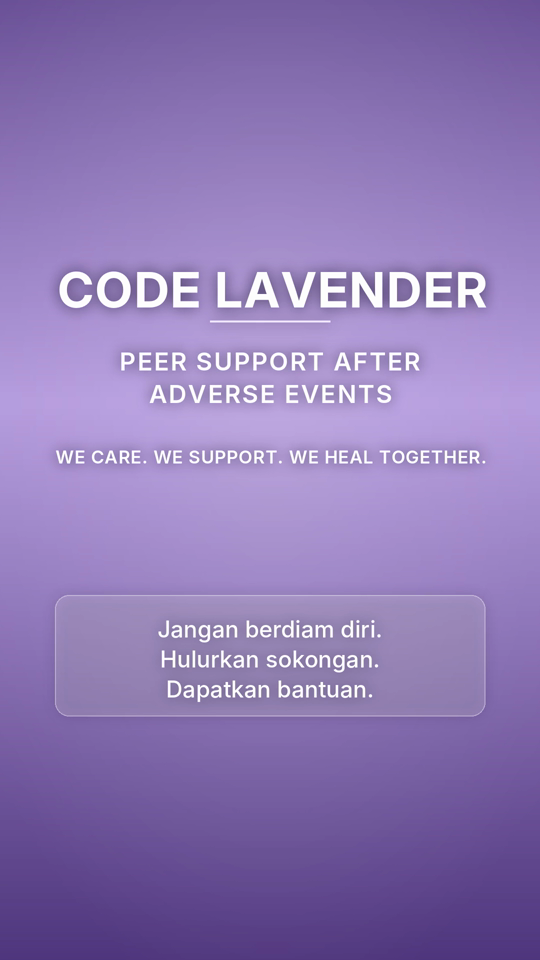 CODE LAVENDER
PEER SUPPORT AFTER
ADVERSE EVENTS
WE CARE. WE SUPPORT. WE HEAL TOGETHER.
Jangan berdiam diri.
Hulurkan sokongan.
Dapatkan bantuan.